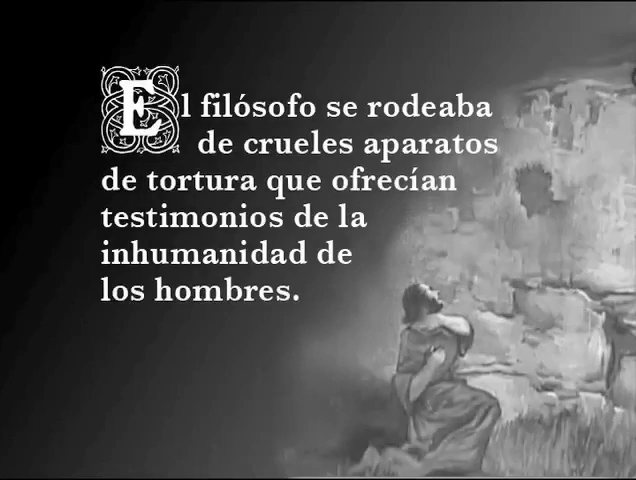 El filósofo se rodeaba
de crueles aparatos
de tortura que ofrecían
testimonios de la
inhumanidad de
los hombres.